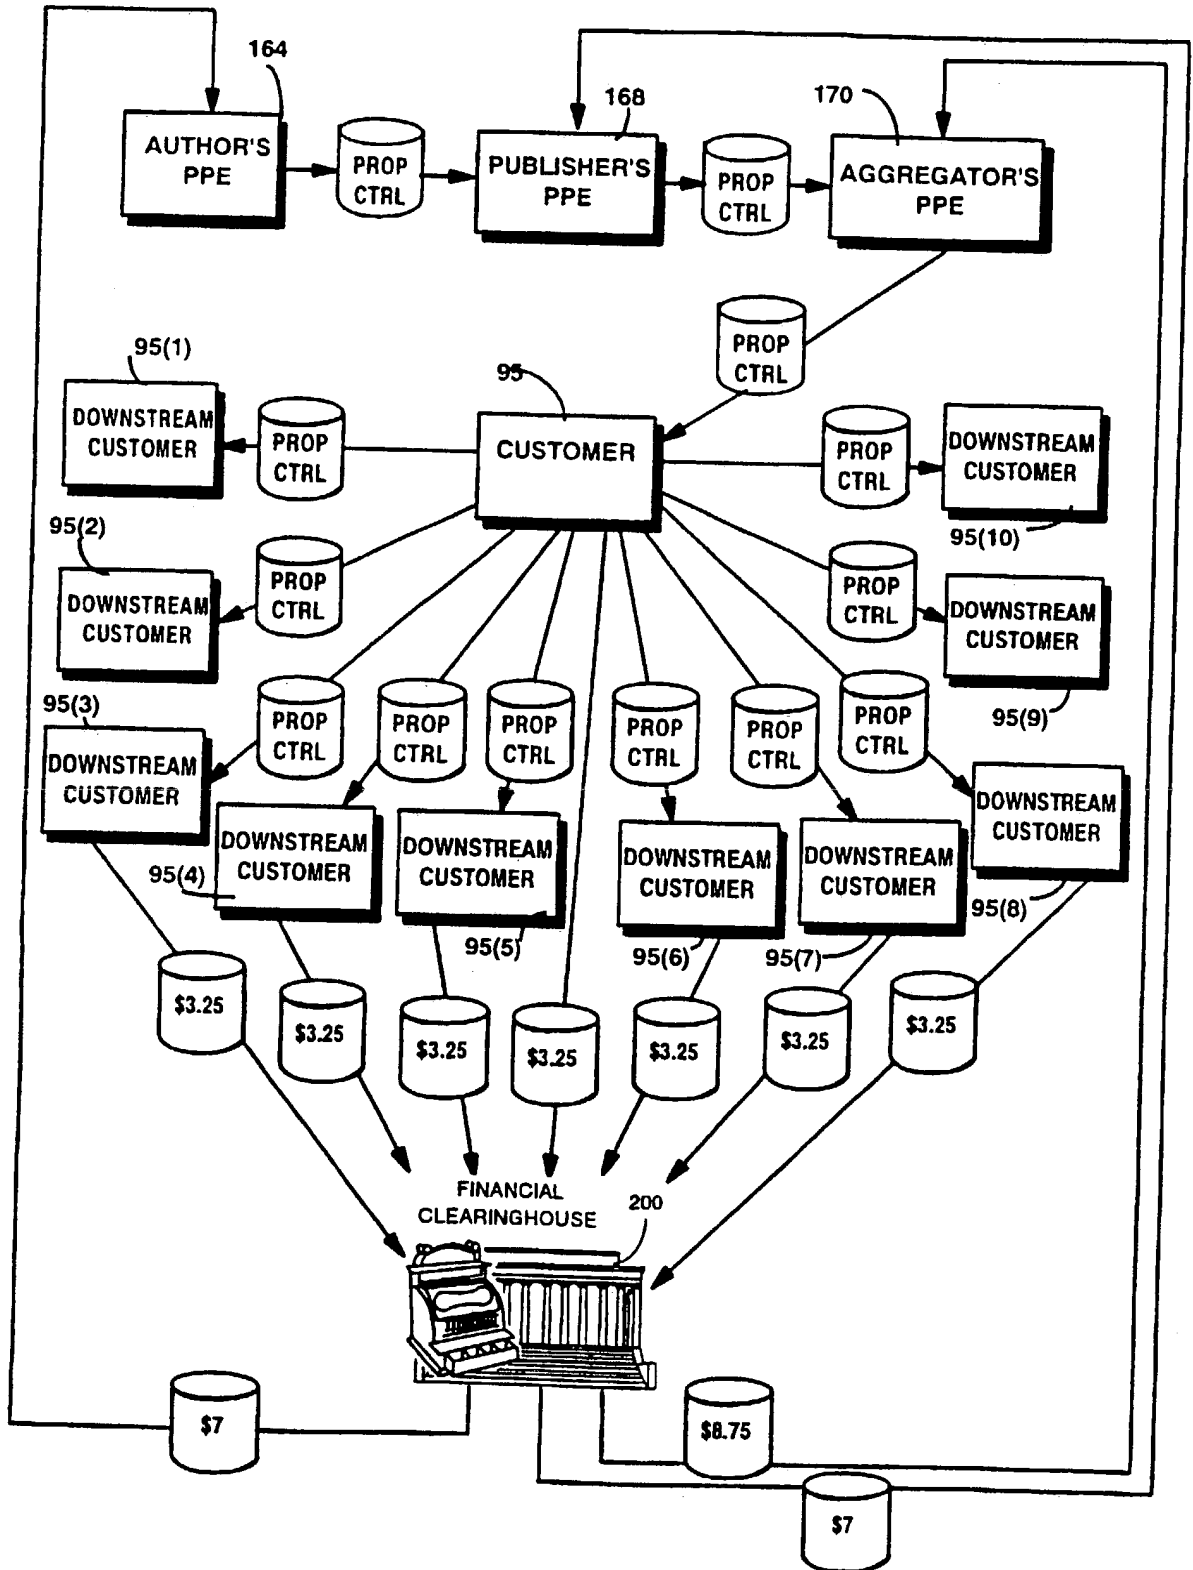 164
168
170
AUTHOR'S
PPE
PROP
CTRL
PUBLISHER'S
PPE
PROP
CTRL
AGGREGATOR'S
PPE
PROP
CTRL
95(1)
95
DOWNSTREAM
CUSTOMER
PROP
CTRL
CUSTOMER
PROP
CTRL
DOWNSTREAM
CUSTOMER
95(10)
95(2)
DOWNSTREAM
CUSTOMER
PROP
CTRL
PROP
CTRL
DOWNSTREAM
CUSTOMER
95(9)
95(3)
DOWNSTREAM
CUSTOMER
PROP
CTRL
PROP
CTRL
PROP
CTRL
PROP
CTRL
PROP
CTRL
PROP
CTRL
DOWNSTREAM
CUSTOMER
95(4)
DOWNSTREAM
CUSTOMER
95(5)
DOWNSTREAM
CUSTOMER
95(6)
DOWNSTREAM
CUSTOMER
95(7)
DOWNSTREAM
CUSTOMER
95(8)
$3.25
$3.25
$3.25
$3.25
$3.25
$3.25
$3.25
FINANCIAL
CLEARINGHOUSE
200
$7
$8.75
$7